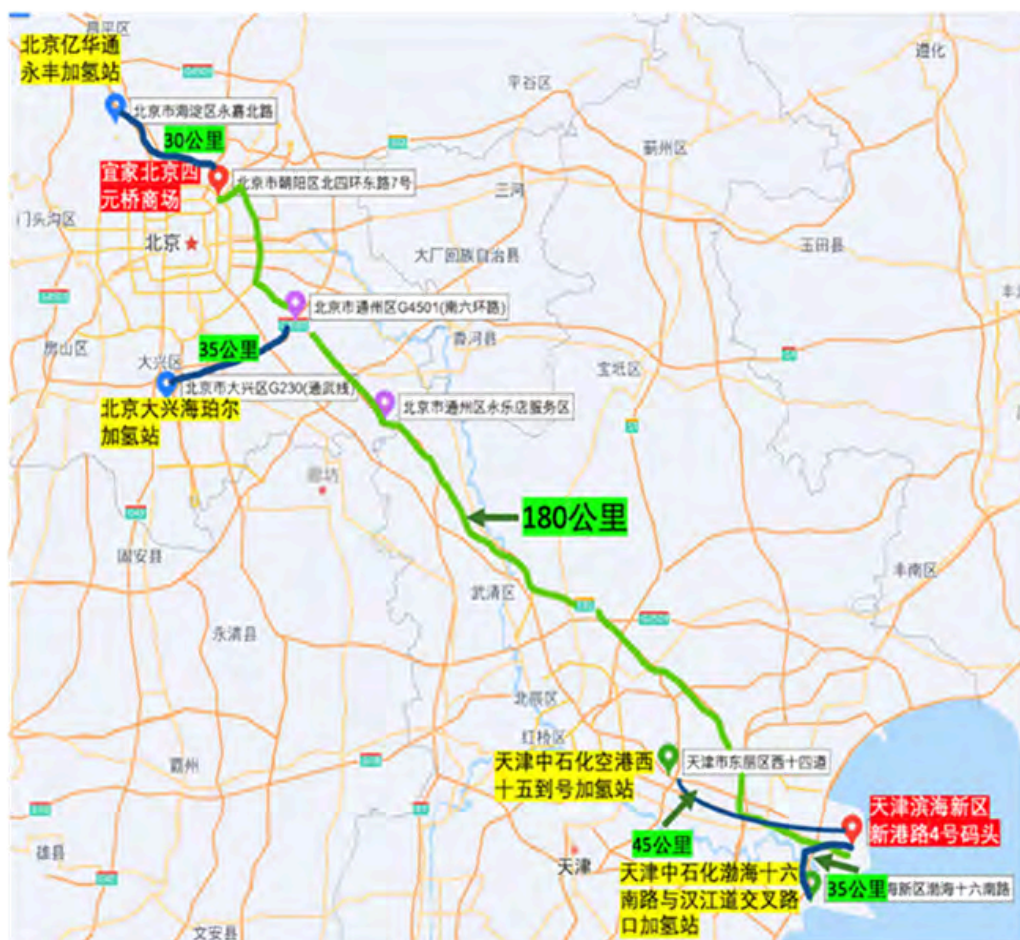 昌平区
北京亿华通
永丰加氢站
遵化
平谷区
北京市海淀区永嘉北路
30公里
蓟州区
宜家北京四
元桥商场
北京市朝阳区北四环东路7号
三河
门头沟区
北京
大厂回族自治县
玉田县
北京市通州区G4501(南六环路)
房山区
35公里
香河县
大兴区
宝坻区
北京市大兴区G230(通武线)
北京大兴海珀尔
加氢站
北京市通州区永乐店服务区
廊坊
180公里
固安县
武清区
丰南区
永清县
北辰区
红桥区
霸州
天津中石化空港西
十五到号加氢站
天津市东丽区西十四道
天津滨海新区
新港路4号码头
45公里
雄县
天津
天津中石化渤海十六
南路与汉江道交叉路
口加氢站
35公里
海新区渤海十六南路
文安县